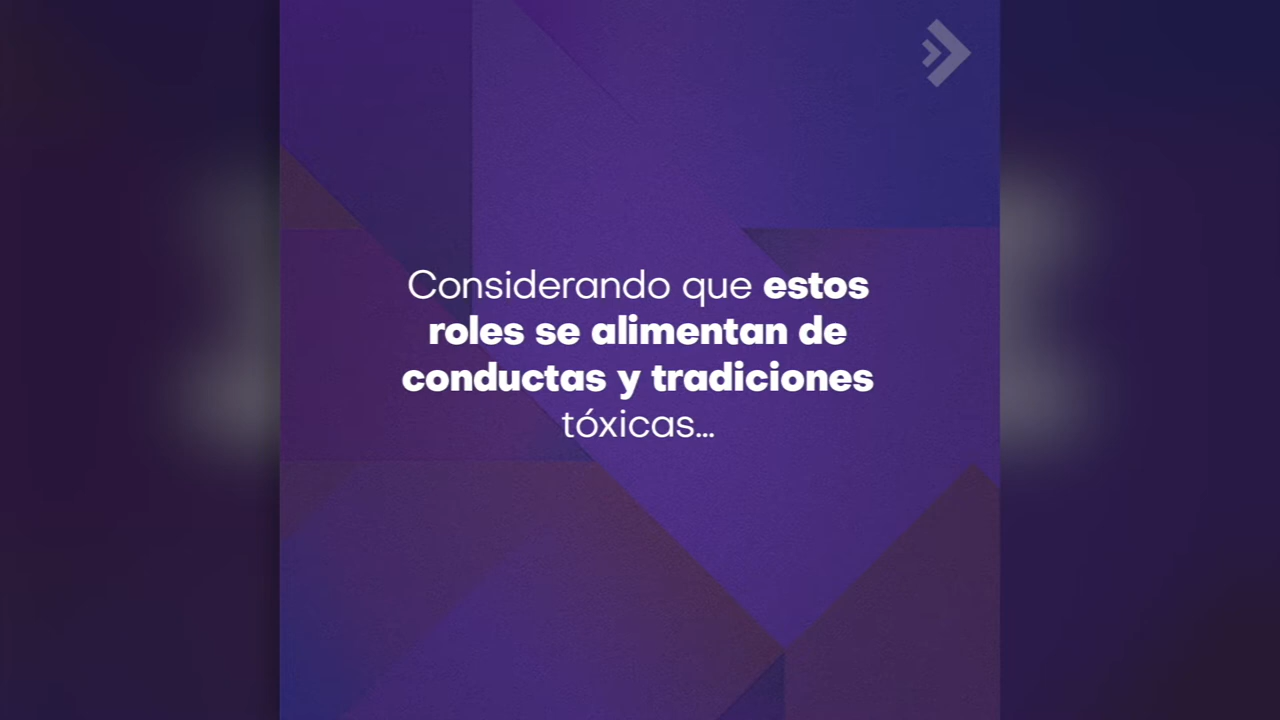 Considerando que estos
roles se alimentan de
conductas y tradiciones
tóxicas...